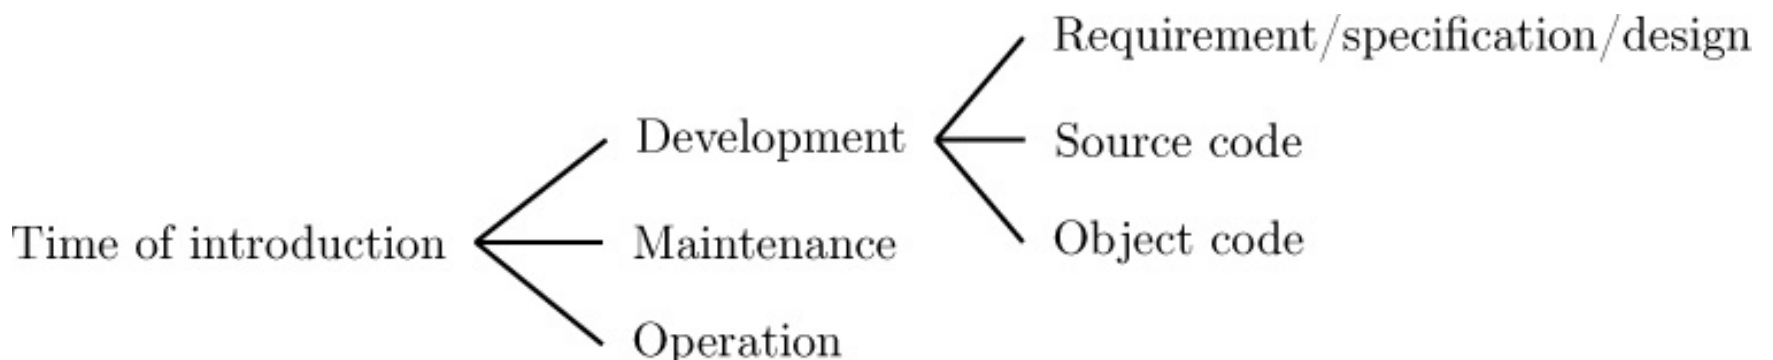 Requirement/specification/design
Development
Source code
Time of introduction
Maintenance
Object code
Operation